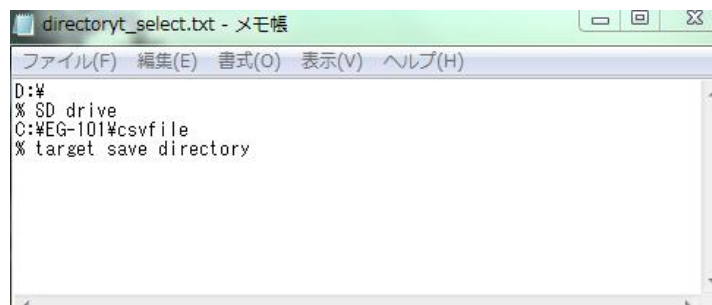 directoryt_select.txt - メモ帳
ファイル(F) 編集(E) 書式(O) 表示(V) ヘルプ(H)
D:¥
% SD drive
C:¥EG-101¥csvfile
% target save directory